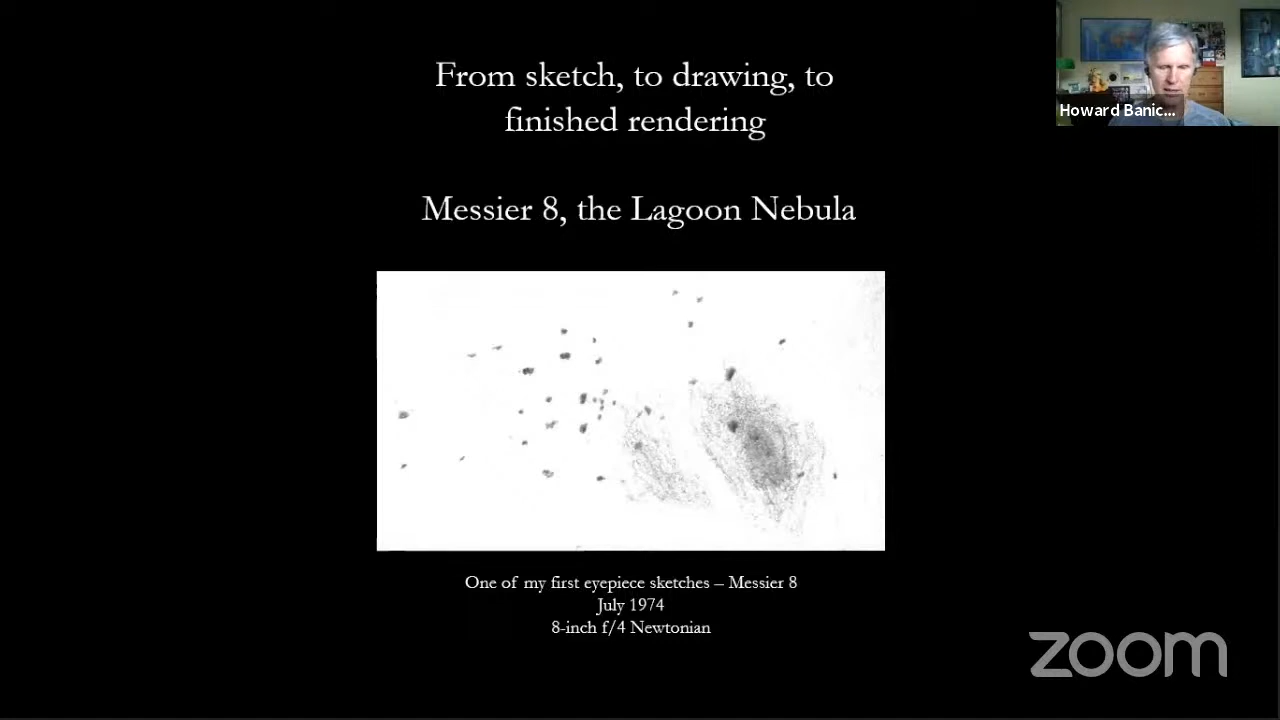 From sketch, to drawing, to
finished rendering
Messier 8, the Lagoon Nebula
Howard Banic...
One of my first eyepiece sketches – Messier 8
July 1974
8-inch f/4 Newtonian
zoom